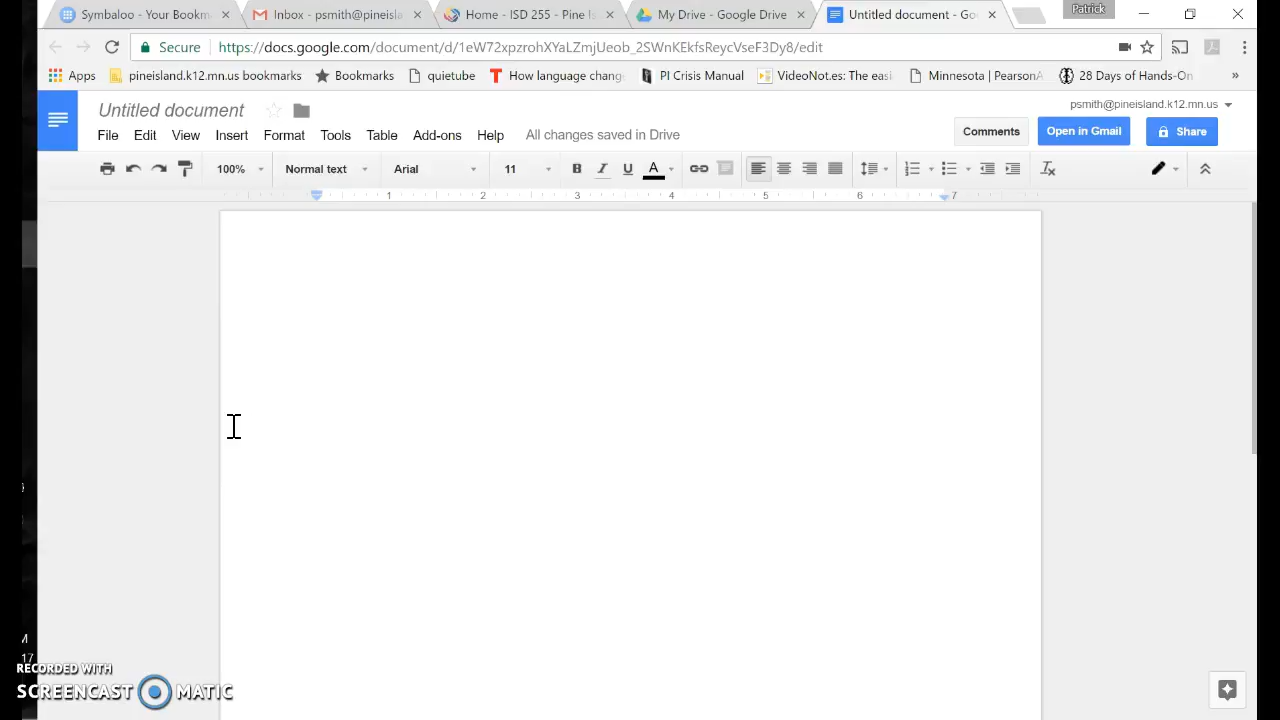 Symbaloo - Your Bookm
Inbox - psmith@pineisl
Home - ISD 255 - Pine Is
My Drive - Google Drive
Untitled document - Go
Patrick
Secure
https://docs.google.com/document/d/1eW72xpzrohXYaLZmjUeob_2SWnKEkfsReycVseF3Dy8/edit
Apps
pineisland.k12.mn.us bookmarks
Bookmarks
quietube
How language chang
PI Crisis Manual
VideoNot.es: The easi
Minnesota | PearsonA
28 Days of Hands-On
»
Untitled document
psmith@pineisland.k12.mn.us
File Edit View Insert Format Tools Table Add-ons Help All changes saved in Drive
Comments
Open in Gmail
Share
100% Normal text Arial 11 B I U A
1 2 3 4 5 6 7
M
17
RECORDED WITH
SCREENCAST MATIC